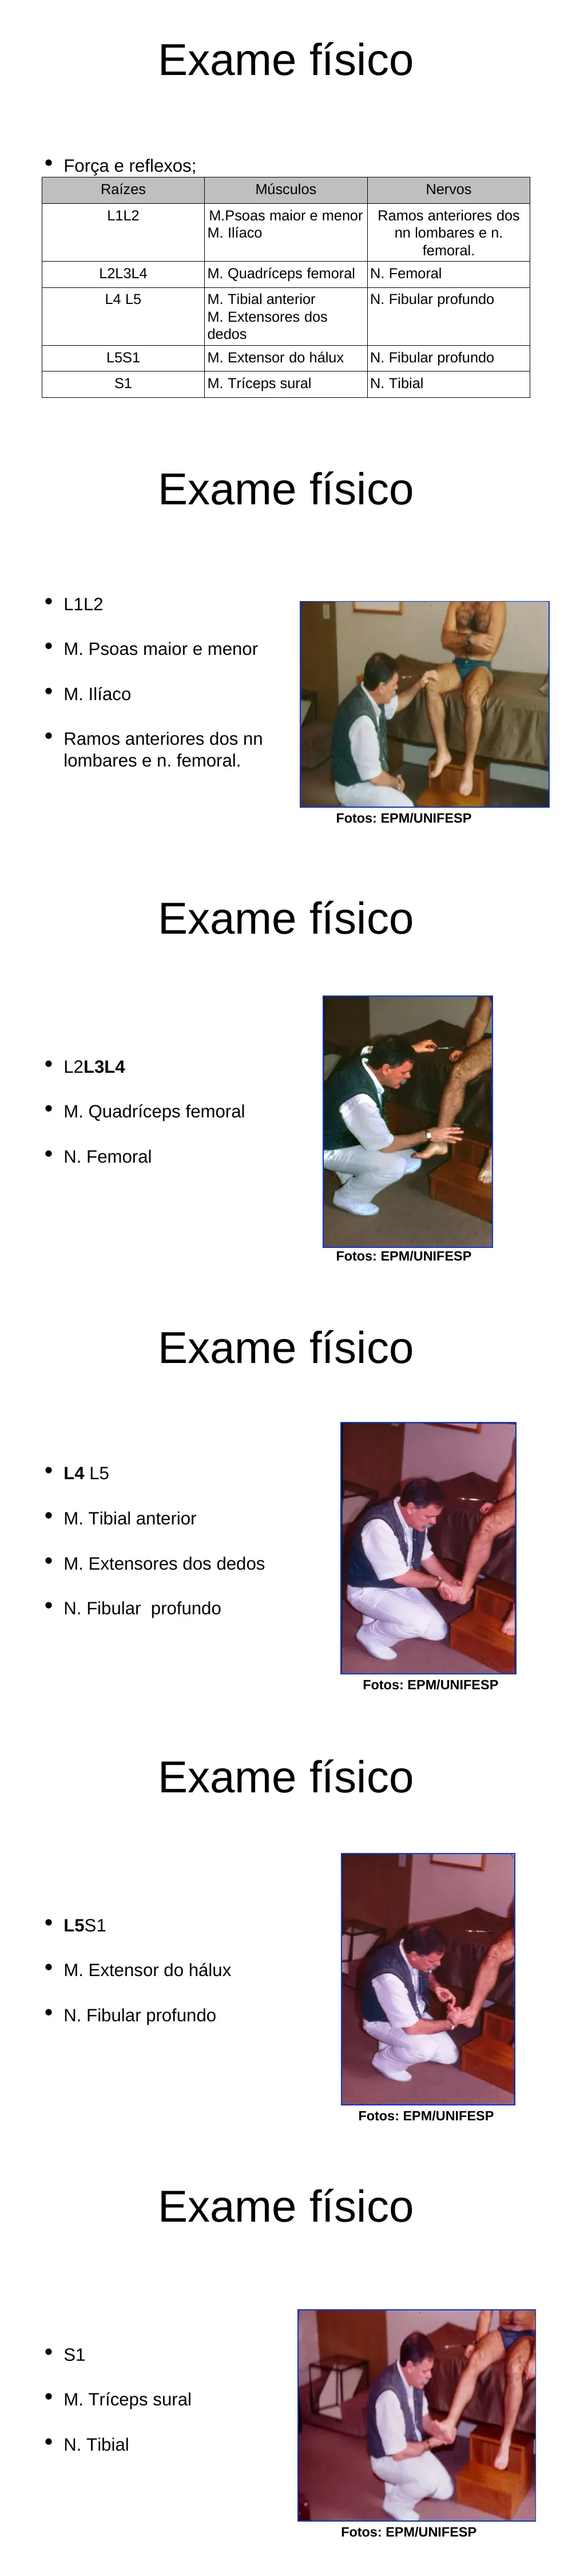 Exame físico
• Força e reflexos;
Raízes Músculos Nervos
L1L2 M.Psoas maior e menor Ramos anteriores dos
M. Ilíaco nn lombares e n.
femoral.
L2L3L4 M. Quadríceps femoral N. Femoral
L4 L5 M. Tibial anterior N. Fibular profundo
M. Extensores dos
dedos
L5S1 M. Extensor do hálux N. Fibular profundo
S1 M. Tríceps sural N. Tibial
Exame físico
• L1L2
• M. Psoas maior e menor
• M. Ilíaco
• Ramos anteriores dos nn
lombares e n. femoral.
Fotos: EPM/UNIFESP
Exame físico
• L2L3L4
• M. Quadríceps femoral
• N. Femoral
Fotos: EPM/UNIFESP
Exame físico
• L4 L5
• M. Tibial anterior
• M. Extensores dos dedos
• N. Fibular  profundo
Fotos: EPM/UNIFESP
Exame físico
• L5S1
• M. Extensor do hálux
• N. Fibular profundo
Fotos: EPM/UNIFESP
Exame físico
• S1
• M. Tríceps sural
• N. Tibial
Fotos: EPM/UNIFESP